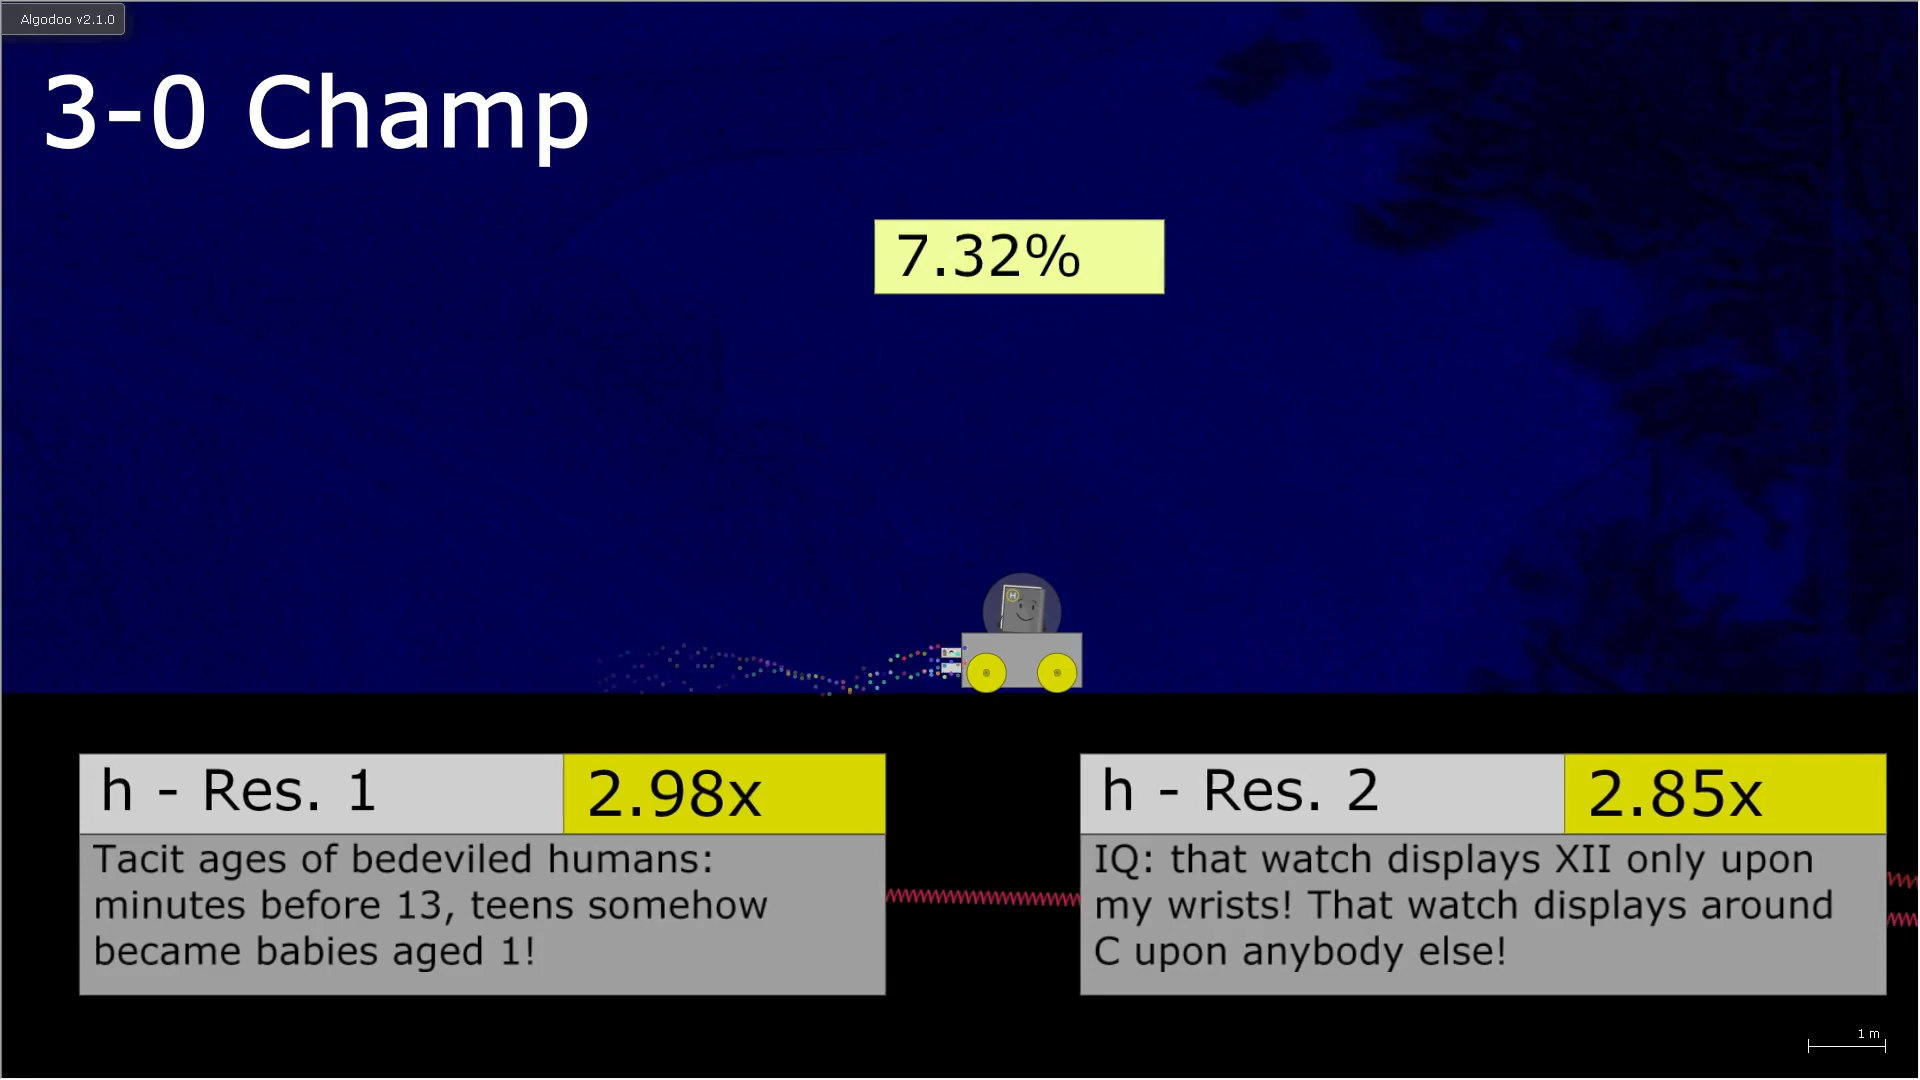 Algodoo v2.1.0
3-0 Champ
7.32%
H
h - Res. 1
2.98x
Tacit ages of bedeviled humans:
minutes before 13, teens somehow
became babies aged 1!
h - Res. 2
2.85x
IQ: that watch displays XII only upon
my wrists! That watch displays around
C upon anybody else!
1 m